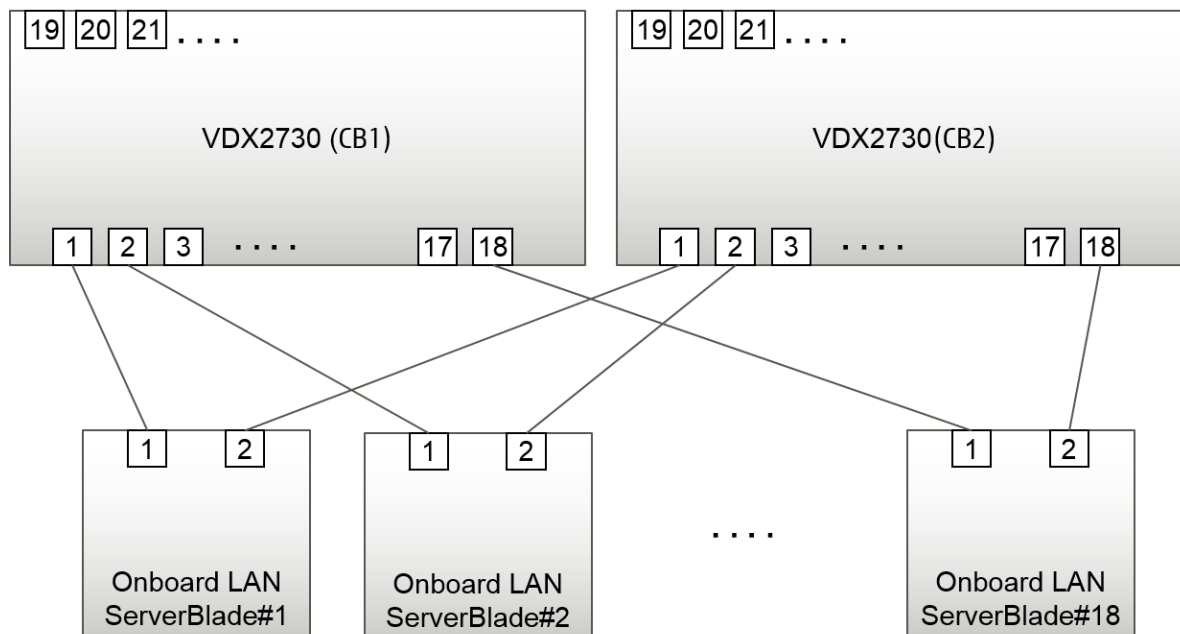 19 20 21 ....
19 20 21 ....
VDX2730 (CB1)
VDX2730(CB2)
1 2 3 .... 17 18
1 2 3 .... 17 18
1 2
1 2
1 2
....
Onboard LAN
ServerBlade#1
Onboard LAN
ServerBlade#2
Onboard LAN
ServerBlade#18